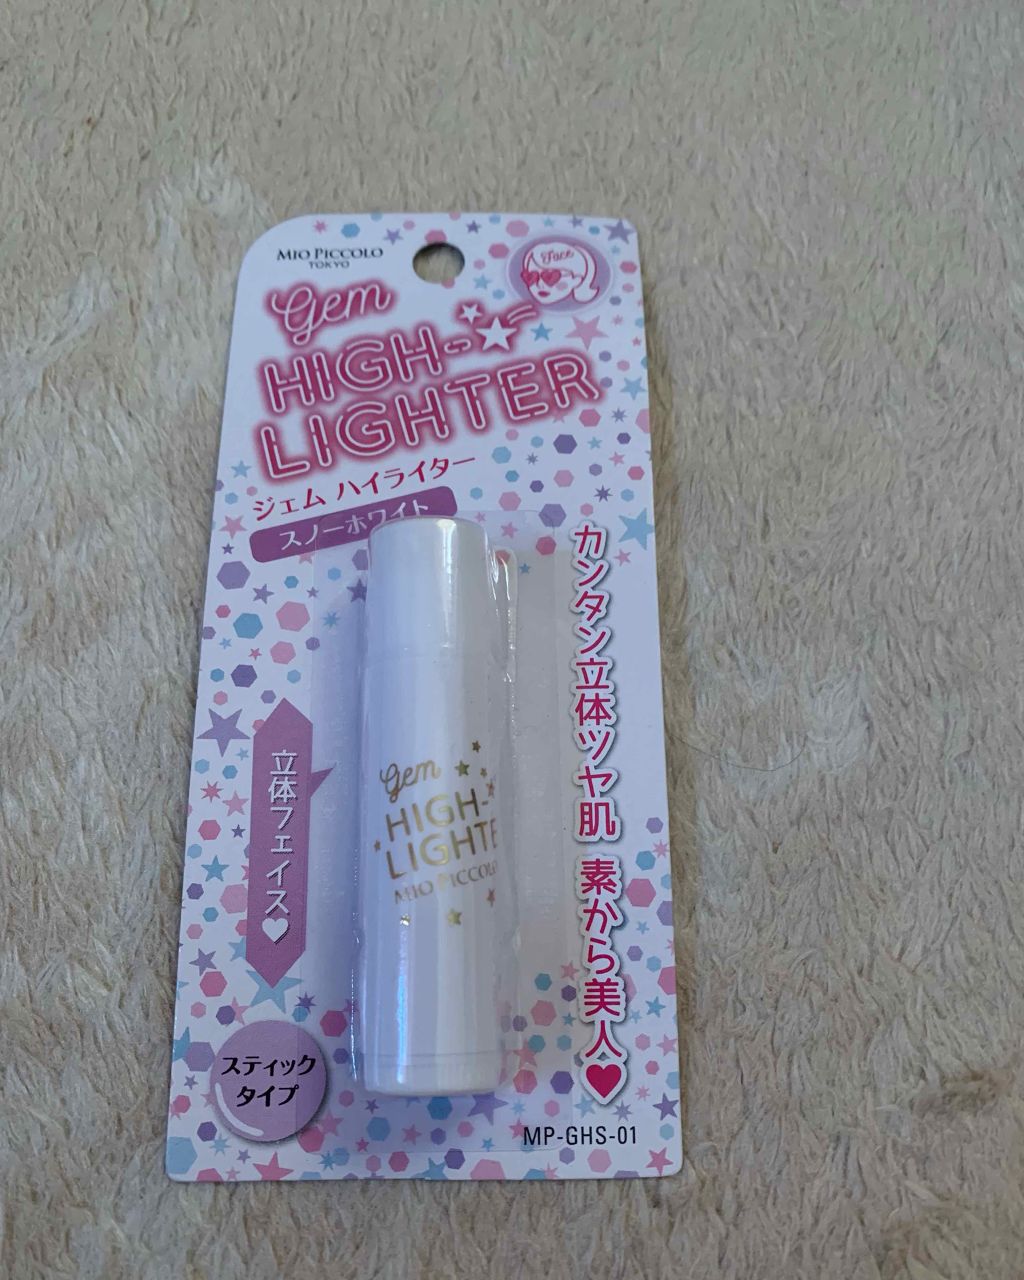 MIO PICCOLO
TOKYO
Face
Gem
HIGH-
LIGHTER
ジェム ハイライター
スノーホワイト
カンタン立体ツヤ肌 素から美人♥
立体フェイス♥
Gem
HIGH-
LIGHTE
MIO PICCOLO
スティック
タイプ
MP-GHS-01